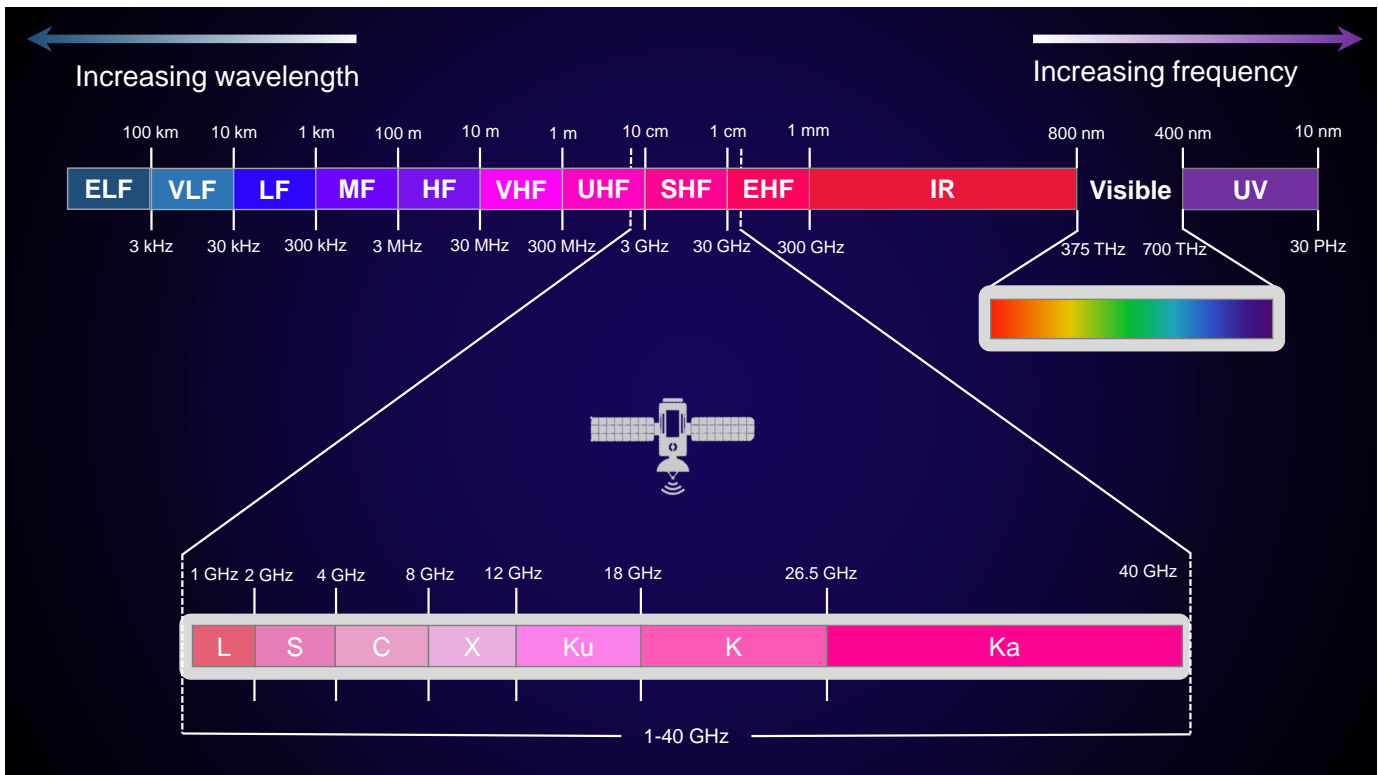 Increasing wavelength
Increasing frequency
100 km 10 km 1 km 100 m 10 m 1 m 10 cm 1 cm 1 mm 800 nm 400 nm 10 nm
ELF VLF LF MF HF VHF UHF SHF EHF IR Visible UV
3 kHz 30 kHz 300 kHz 3 MHz 30 MHz 300 MHz 3 GHz 30 GHz 300 GHz 375 THz 700 THz 30 PHz
1 GHz 2 GHz 4 GHz 8 GHz 12 GHz 18 GHz 26.5 GHz 40 GHz
L S C X Ku K Ka
1-40 GHz